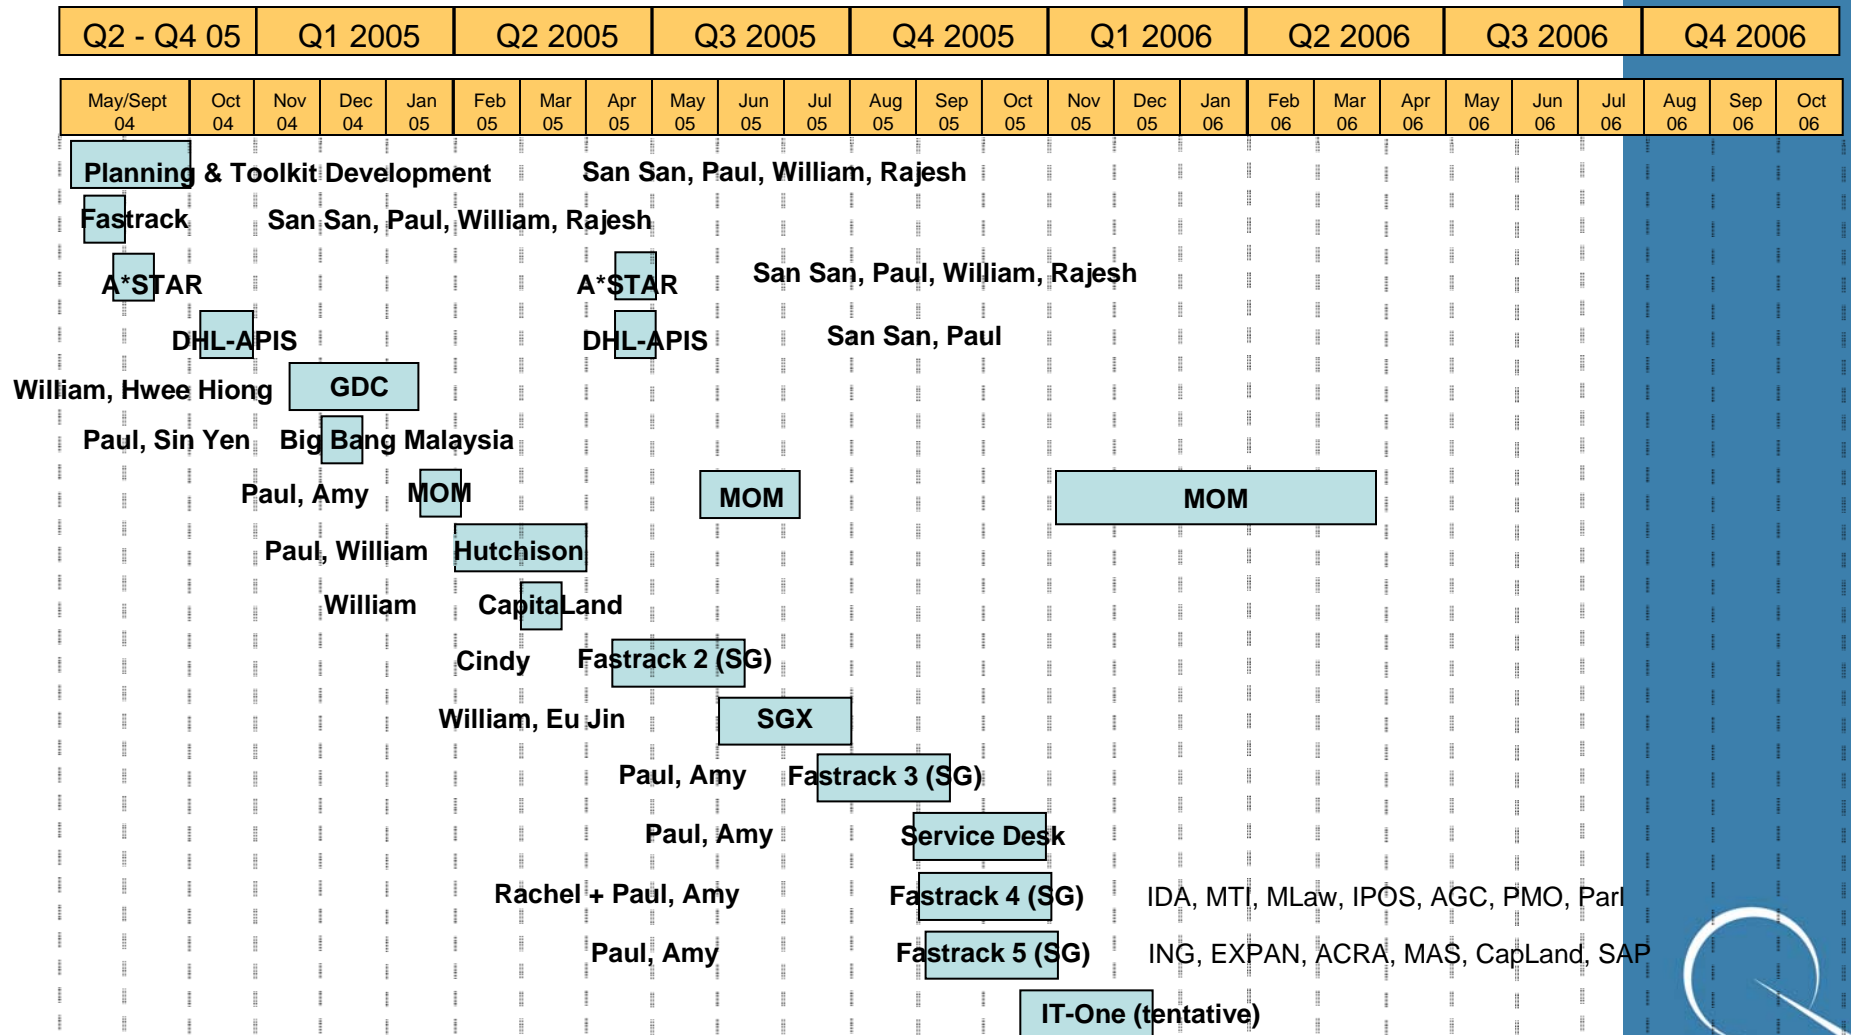 Q2 - Q4 05 Q1 2005 Q2 2005 Q3 2005 Q4 2005 Q1 2006 Q2 2006 Q3 2006 Q4 2006
May/Sept Oct Nov Dec Jan Feb Mar Apr May Jun Jul Aug Sep Oct Nov Dec Jan Feb Mar Apr May Jun Jul Aug Sep Oct
04 04 04 04 05 05 05 05 05 05 05 05 05 05 05 05 06 06 06 06 06 06 06 06 06 06
Planning & Toolkit Development San San, Paul, William, Rajesh
Fastrack San San, Paul, William, Rajesh
A*STAR A*STAR San San, Paul, William, Rajesh
DHL-APIS DHL-APIS San San, Paul
William, Hwee Hiong GDC
Paul, Sin Yen Big Bang Malaysia
Paul, Amy MOM MOM MOM
Paul, William Hutchison
William CapitaLand
Cindy Fastrack 2 (SG)
William, Eu Jin SGX
Paul, Amy Fastrack 3 (SG)
Paul, Amy Service Desk
Rachel + Paul, Amy Fastrack 4 (SG) IDA, MTI, MLaw, IPOS, AGC, PMO, Parl
Paul, Amy Fastrack 5 (SG) ING, EXPAN, ACRA, MAS, CapLand, SAP
IT-One (tentative)